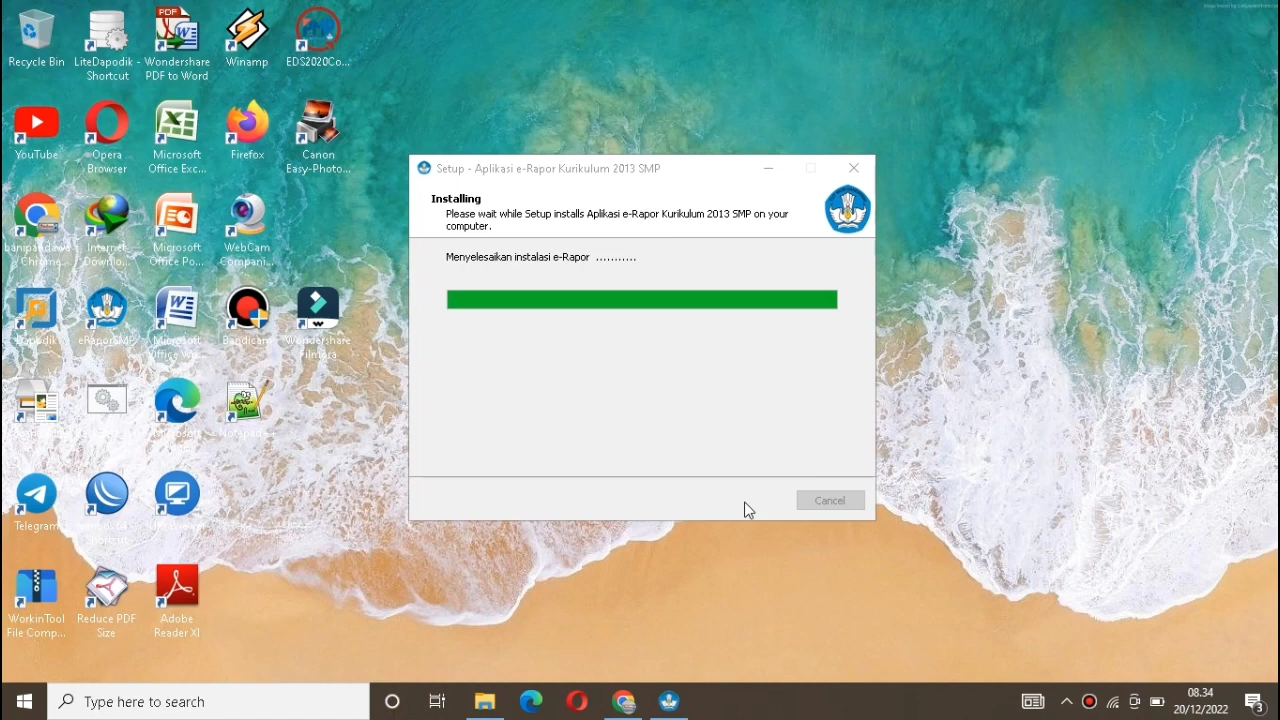 Recycle Bin
LiteDapodik -
Shortcut
PDF
Wondershare
PDF to Word
Winamp
EDS2020Co...
YouTube
Opera
Browser
Microsoft
Office Exc...
Firefox
Canon
Easy-Photo...
Chrome
Internet
Downlo...
Microsoft
Office Po...
WebCam
Compani...
Dapodik
eRaporSMP
Microsoft
Office Wo...
Bandicam
Wondershare
Filmora
Microsoft
Notepad
Telegram
Shortcut
WorkinTool
File Comp...
Reduce PDF
Size
Adobe
Reader XI
Setup - Aplikasi e-Rapor Kurikulum 2013 SMP
Installing
Please wait while Setup installs Aplikasi e-Rapor Kurikulum 2013 SMP on your
computer.
Menyelesaikan instalasi e-Rapor ...........
Cancel
Type here to search
08.34
20/12/2022
3